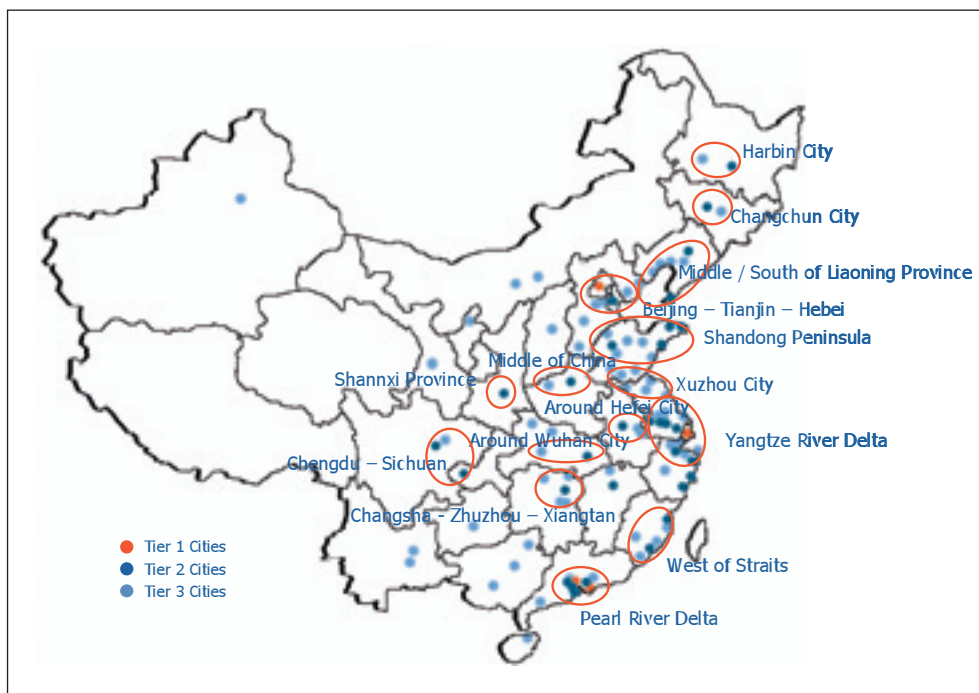 Harbin City
Changchun City
Middle / South of Liaoning Province
Beijing – Tianjin – Hebei
Shandong Peninsula
Middle of China
Shannxi Province
Xuzhou City
Around Hefei City
Around Wuhan City
Yangtze River Delta
Chengdu – Sichuan
Changsha - Zhuzhou – Xiangtan
Tier 1 Cities
Tier 2 Cities
Tier 3 Cities
West of Straits
Pearl River Delta